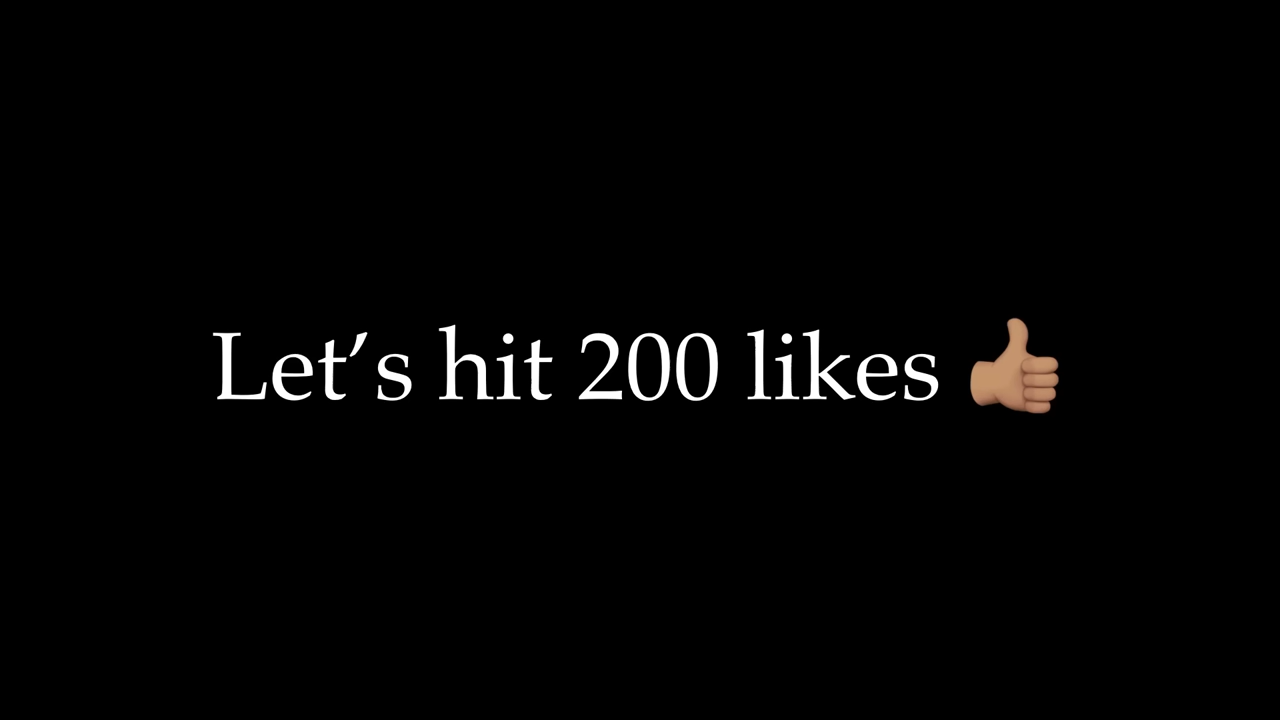 Let’s hit 200 likes 👍🏽